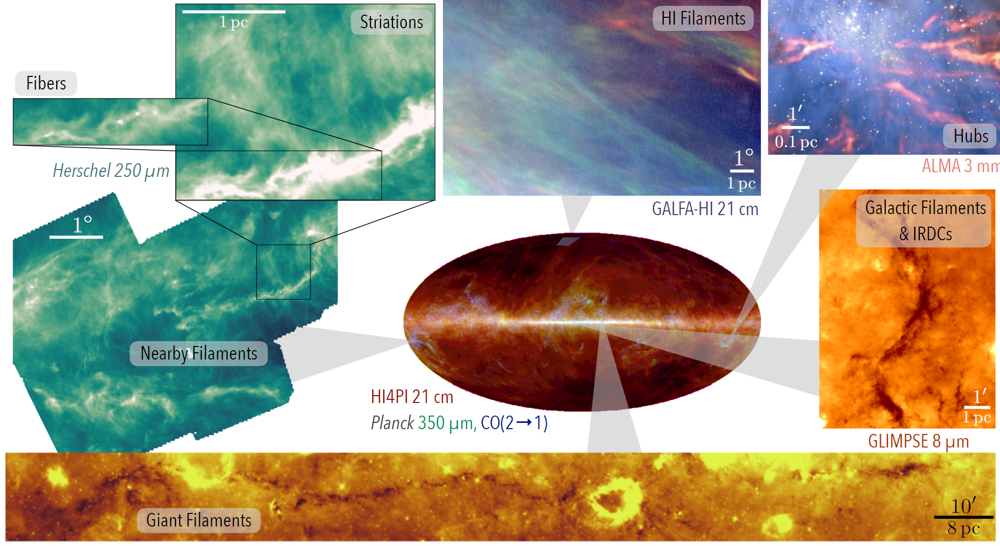 1 pc
Striations
Fibers
Herschel 250 µm
HI Filaments
1°
1 pc
GALFA-HI 21 cm
1′
0.1 pc
Hubs
ALMA 3 mm
1°
Nearby Filaments
Galactic Filaments
& IRDCs
1′
1 pc
GLIMPSE 8 µm
HI4PI 21 cm
Planck 350 µm, CO(2→1)
Giant Filaments
10′
8 pc